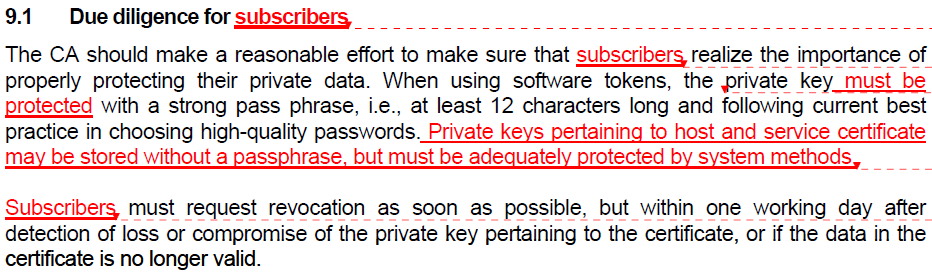 9.1 Due diligence for subscribers
The CA should make a reasonable effort to make sure that subscribers realize the importance of
properly protecting their private data. When using software tokens, the private key must be
protected with a strong pass phrase, i.e., at least 12 characters long and following current best
practice in choosing high-quality passwords. Private keys pertaining to host and service certificate
may be stored without a passphrase, but must be adequately protected by system methods.
Subscribers must request revocation as soon as possible, but within one working day after
detection of loss or compromise of the private key pertaining to the certificate, or if the data in the
certificate is no longer valid.